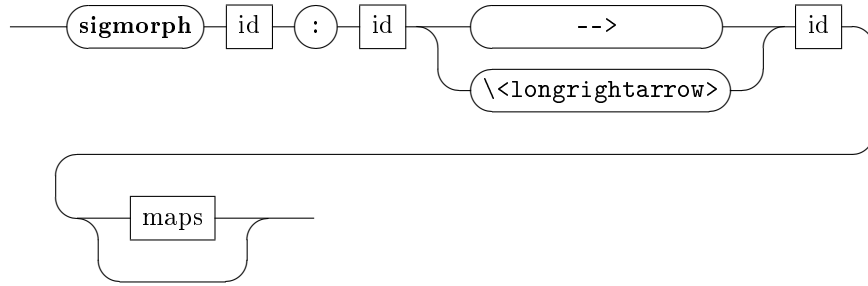 sigmorph id : id --> id
\<longrightarrow>
maps